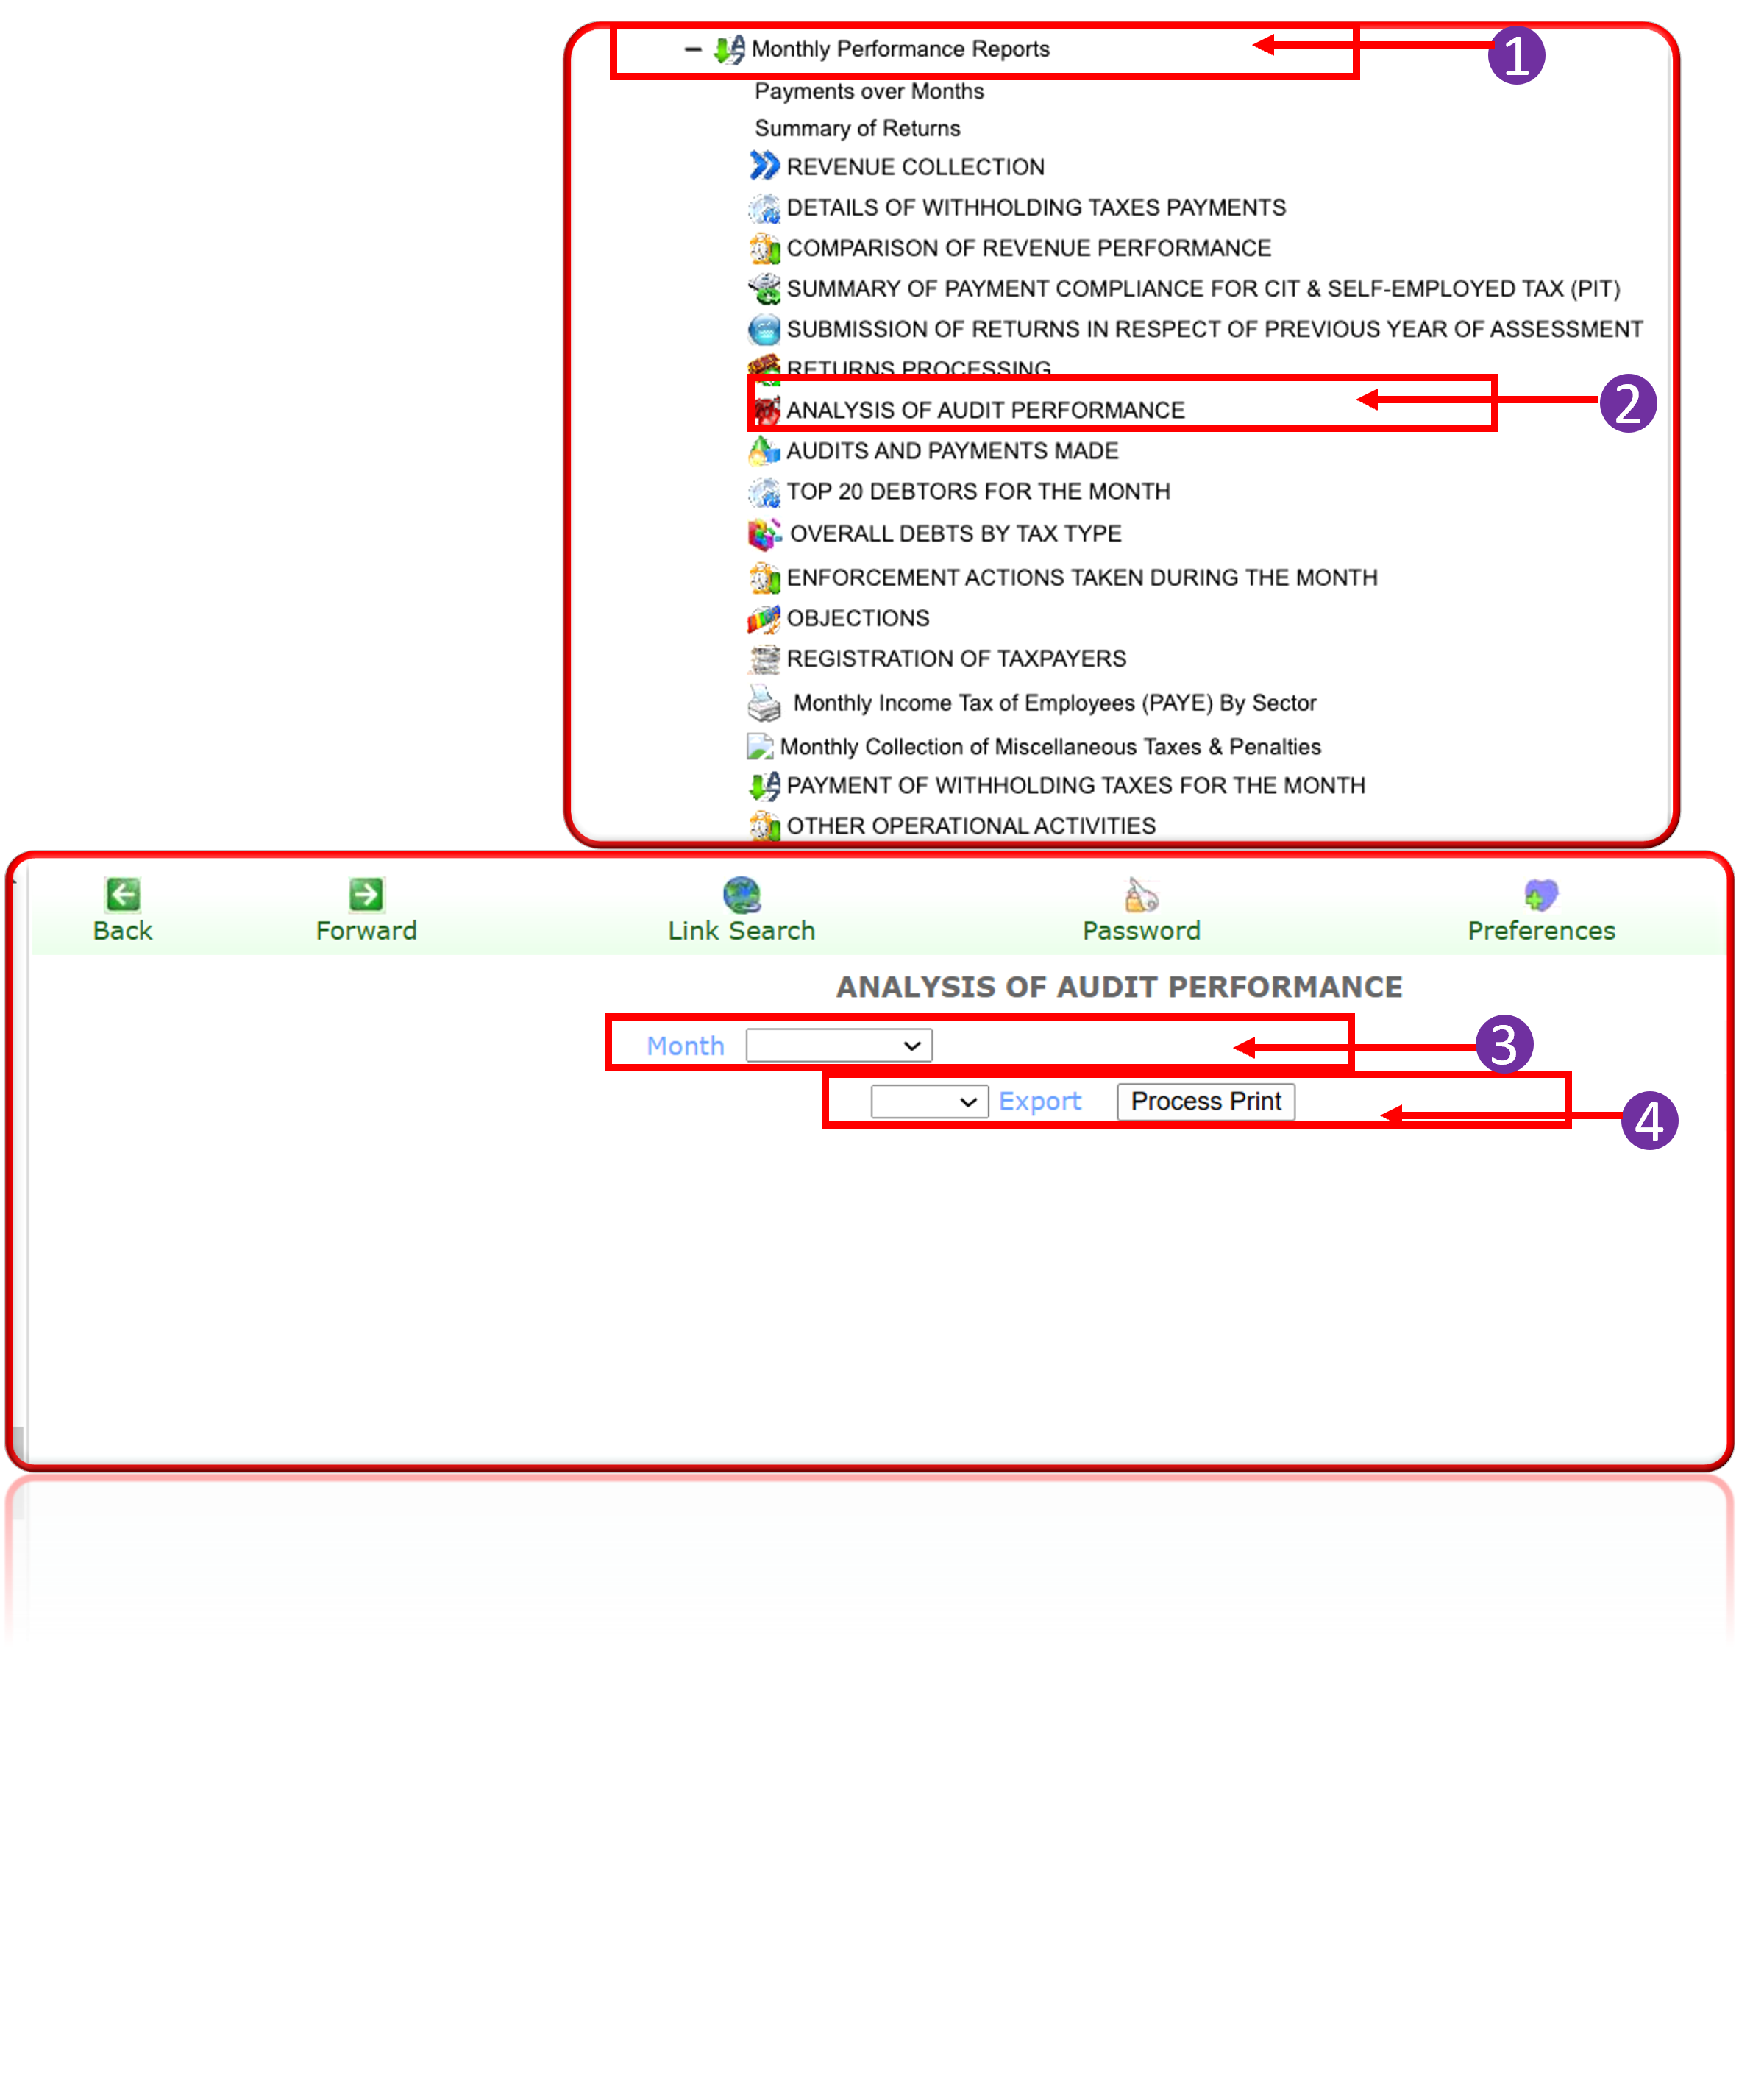 Monthly Performance Reports
1
Payments over Months
Summary of Returns
REVENUE COLLECTION
DETAILS OF WITHHOLDING TAXES PAYMENTS
COMPARISON OF REVENUE PERFORMANCE
SUMMARY OF PAYMENT COMPLIANCE FOR CIT & SELF-EMPLOYED TAX (PIT)
SUBMISSION OF RETURNS IN RESPECT OF PREVIOUS YEAR OF ASSESSMENT
RETURNS PROCESSING
ANALYSIS OF AUDIT PERFORMANCE
2
AUDITS AND PAYMENTS MADE
TOP 20 DEBTORS FOR THE MONTH
OVERALL DEBTS BY TAX TYPE
ENFORCEMENT ACTIONS TAKEN DURING THE MONTH
OBJECTIONS
REGISTRATION OF TAXPAYERS
Monthly Income Tax of Employees (PAYE) By Sector
Monthly Collection of Miscellaneous Taxes & Penalties
PAYMENT OF WITHHOLDING TAXES FOR THE MONTH
OTHER OPERATIONAL ACTIVITIES
Back Forward Link Search Password Preferences
ANALYSIS OF AUDIT PERFORMANCE
Month
3
Export Process Print
4